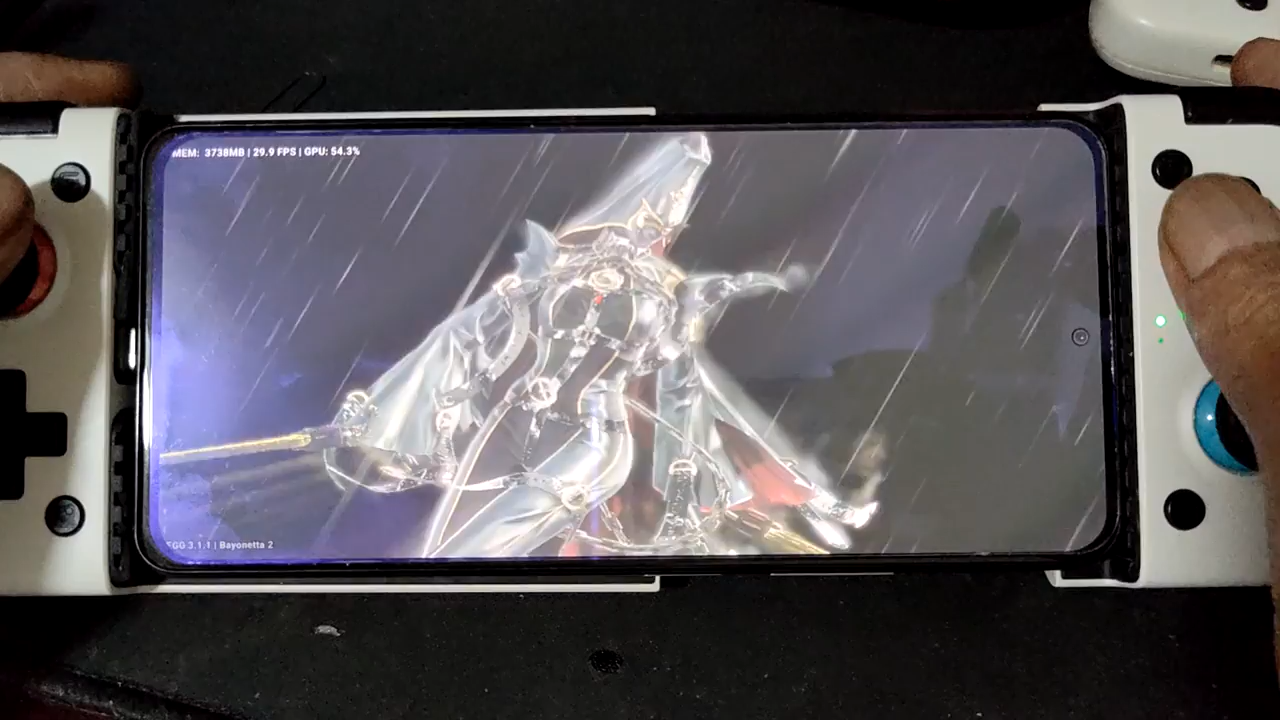 MEM: 3738MB | 29.9 FPS | GPU: 54.3%
EGG 3.1.1 | Bayonetta 2